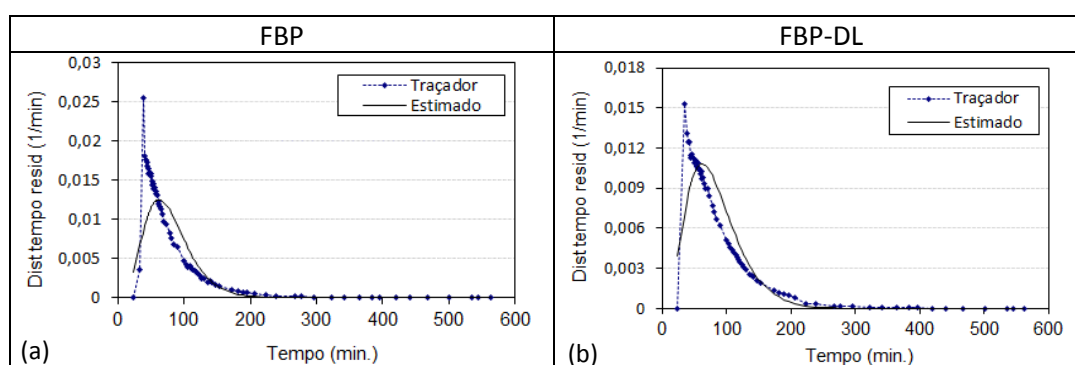 FBP
FBP-DL
0,03
0,025
0,02
0,015
0,01
0,005
0
Dist tempo resid (1/min)
Traçador
Estimado
0 100 200 300 400 500 600
Tempo (min.)
(a)
0,018
0,015
0,012
0,009
0,006
0,003
0
Dist tempo resid (1/min)
Traçador
Estimado
0 100 200 300 400 500 600
Tempo (min.)
(b)